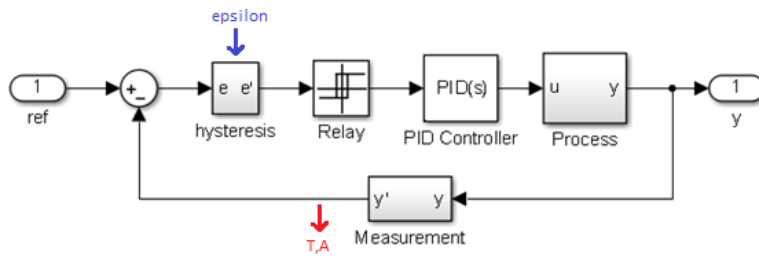 epsilon
1
ref
+
-
e e'
hysteresis
Relay
PID(s)
PID Controller
u y
Process
1
y
y' y
Measurement
T,A